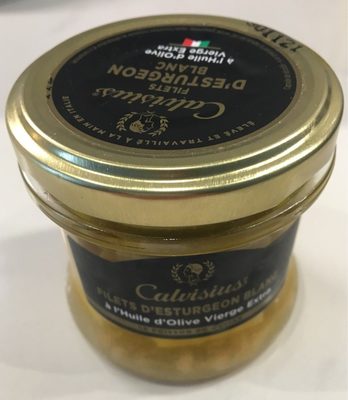 à l'Huile d'Olive
Vierge Extra
FILETS
D'ESTURGEON
BLANC
Calvisius
ÉLEVÉ ET TRAVAILLÉ À LA MAIN EN ITALIE
Calvisius
FILETS D'ESTURGEON BLANC
à l'Huile d'Olive Vierge Extra